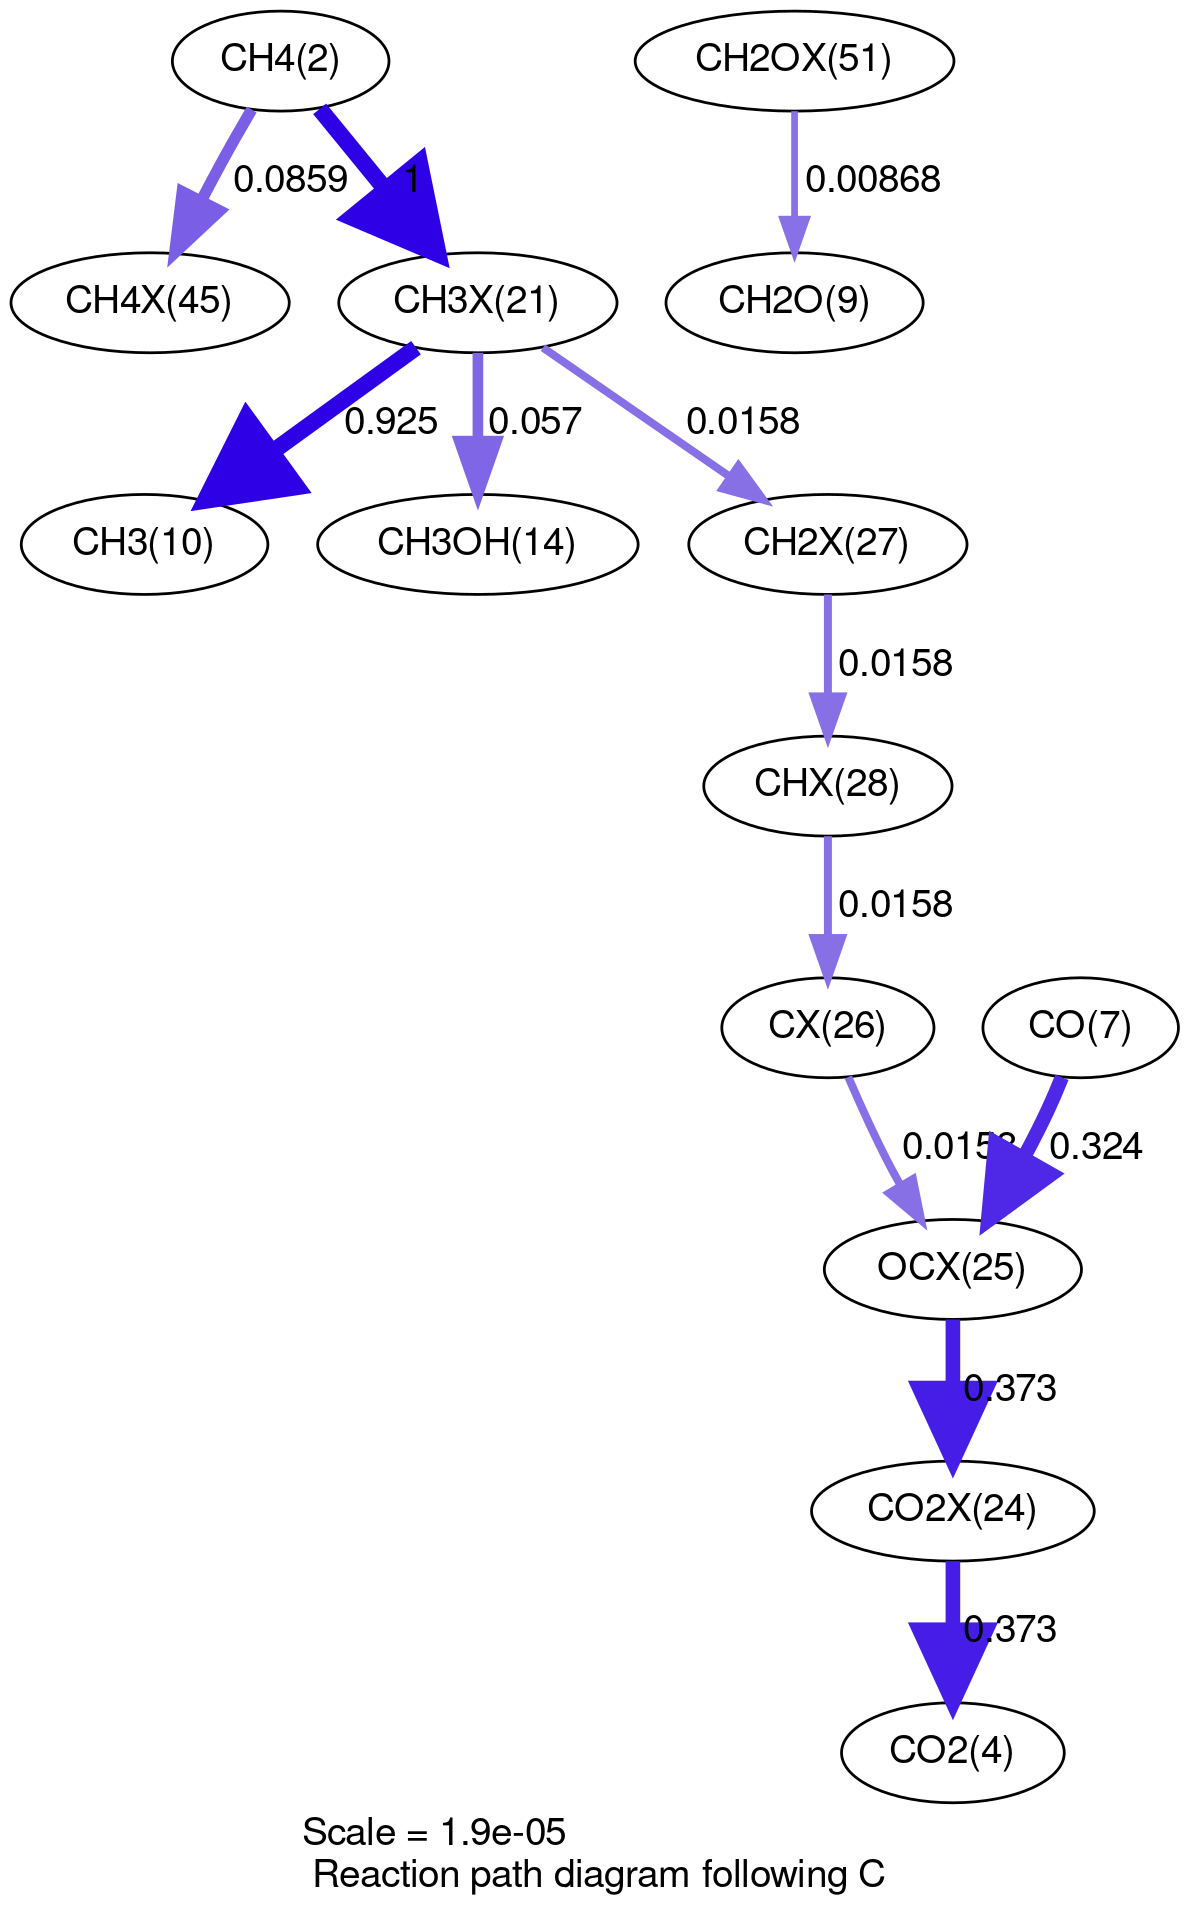 CH4(2)
CH2OX(51)
0.0859
1
0.00868
CH4X(45)
CH3X(21)
CH2O(9)
0.925
0.057
0.0158
CH3(10)
CH3OH(14)
CH2X(27)
0.0158
CHX(28)
0.0158
CX(26)
CO(7)
0.324
OCX(25)
0.373
CO2X(24)
0.373
CO2(4)
Scale = 1.9e-05
Reaction path diagram following C